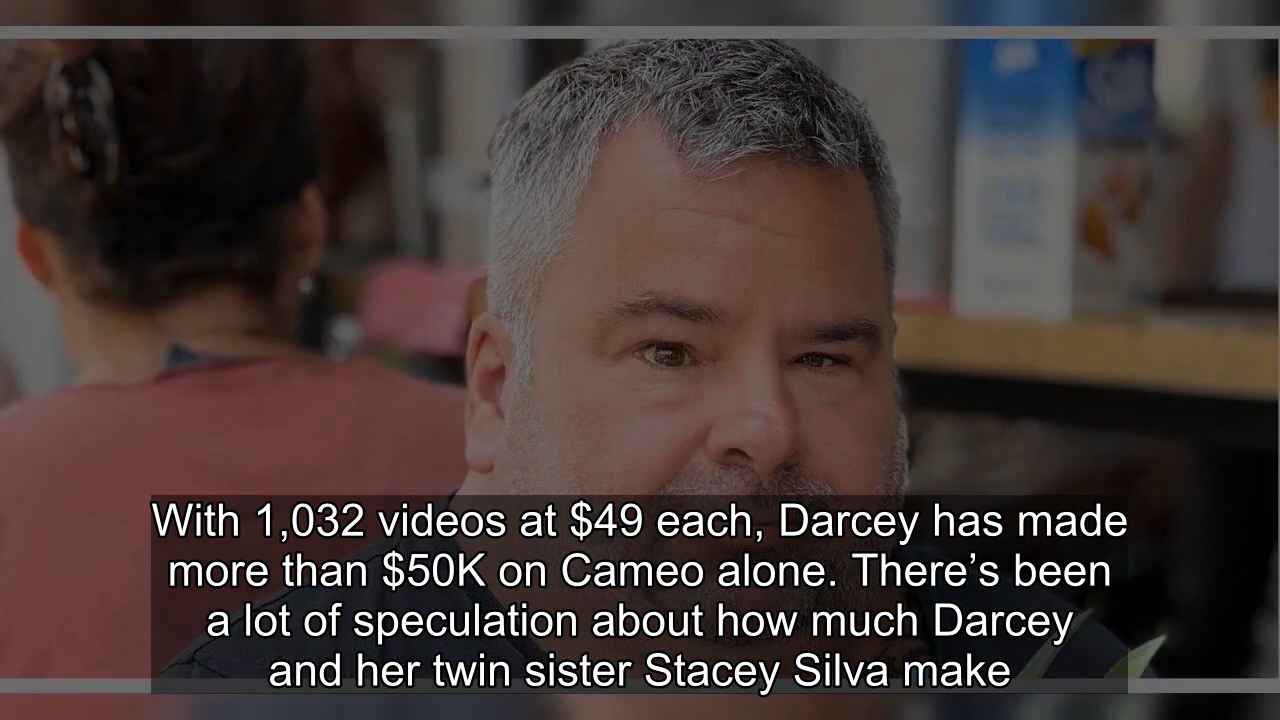 With 1,032 videos at $49 each, Darcey has made
more than $50K on Cameo alone. There’s been
a lot of speculation about how much Darcey
and her twin sister Stacey Silva make